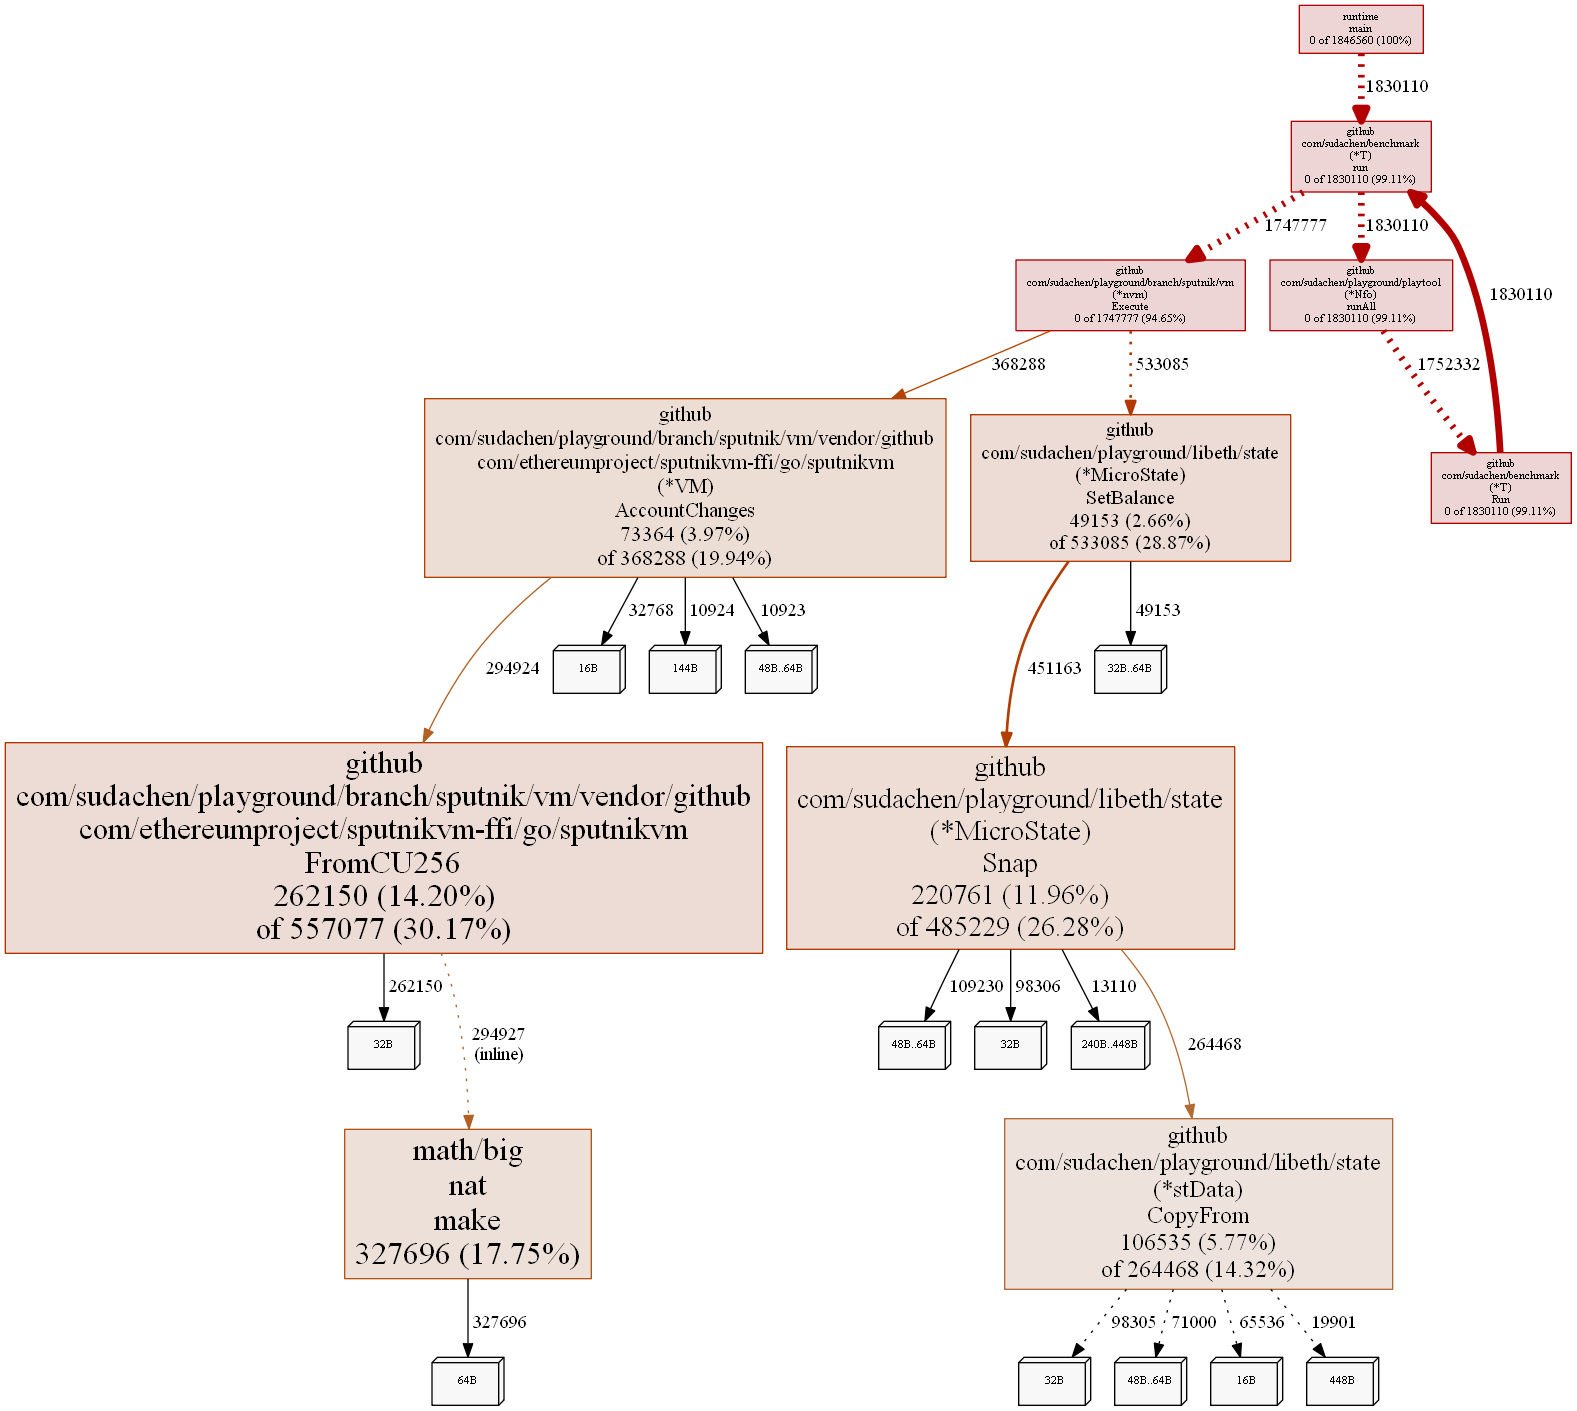 runtime
main
0 of 1846560 (100%)
1830110
github
com/sudachen/benchmark
(*T)
run
0 of 1830110 (99.11%)
1747777
1830110
1830110
github
com/sudachen/playground/branch/sputnik/vm
(*nvm)
Execute
0 of 1747777 (94.65%)
github
com/sudachen/playground/playtool
(*Nfo)
runAll
0 of 1830110 (99.11%)
368288
533085
1752332
github
com/sudachen/playground/branch/sputnik/vm/vendor/github
com/ethereumproject/sputnikvm-ffi/go/sputnikvm
(*VM)
AccountChanges
73364 (3.97%)
of 368288 (19.94%)
github
com/sudachen/playground/libeth/state
(*MicroState)
SetBalance
49153 (2.66%)
of 533085 (28.87%)
github
com/sudachen/benchmark
(*T)
Run
0 of 1830110 (99.11%)
294924
32768
10924
10923
451163
49153
16B
144B
48B..64B
32B..64B
github
com/sudachen/playground/branch/sputnik/vm/vendor/github
com/ethereumproject/sputnikvm-ffi/go/sputnikvm
FromCU256
262150 (14.20%)
of 557077 (30.17%)
github
com/sudachen/playground/libeth/state
(*MicroState)
Snap
220761 (11.96%)
of 485229 (26.28%)
262150
294927
(inline)
109230
98306
13110
264468
32B
48B..64B
32B
240B..448B
math/big
nat
make
327696 (17.75%)
github
com/sudachen/playground/libeth/state
(*stData)
CopyFrom
106535 (5.77%)
of 264468 (14.32%)
327696
98305
71000
65536
19901
64B
32B
48B..64B
16B
448B